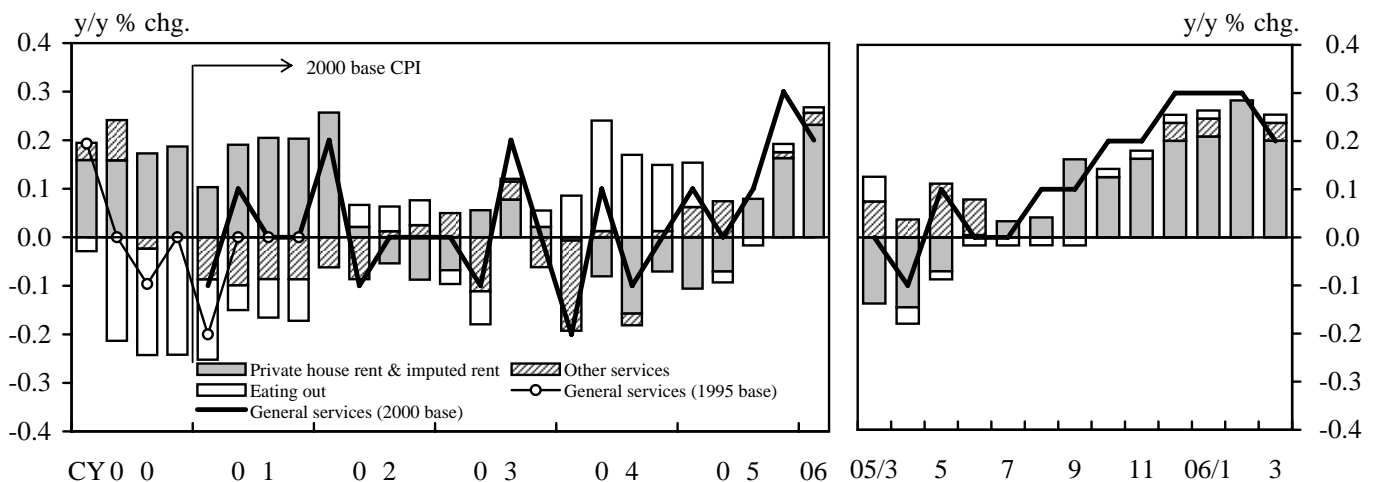 y/y % chg. y/y % chg.
0.4 0.4
0.3 0.3
0.2 0.2
0.1 0.1
0.0 0.0
-0.1 -0.1
-0.2 -0.2
-0.3 -0.3
-0.4 -0.4
2000 base CPI
Private house rent & imputed rent Other services
Eating out General services (1995 base)
General services (2000 base)
CY 0 0 0 1 0 2 0 3 0 4 0 5 06 05/3 5 7 9 11 06/1 3